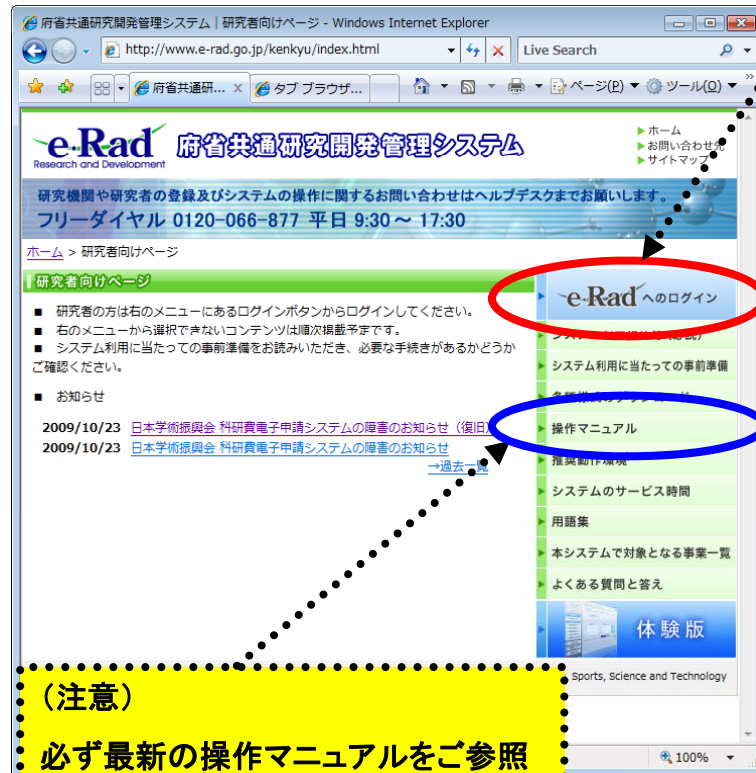 府省共通研究開発管理システム | 研究者向けページ - Windows Internet Explorer
http://www.e-rad.go.jp/kenkyu/index.html
Live Search
府省共通研... x
タブ ブラウザ...
ページ(P)
ツール(O)
e-Rad
Research and Development
府省共通研究開発管理システム
ホーム
お問い合わせ先
サイトマップ
研究機関や研究者の登録及びシステムの操作に関するお問い合わせはヘルプデスクまでお願いします。
フリーダイヤル 0120-066-877 平日 9:30～ 17:30
ホーム > 研究者向けページ
研究者向けページ
■ 研究者の方は右のメニューにあるログインボタンからログインしてください。
■ 右のメニューから選択できないコンテンツは順次掲載予定です。
■ システム利用に当たっての事前準備をお読みいただき、必要な手続きがあるかどうか
ご確認ください。
■ お知らせ
2009/10/23 日本学術振興会 科研費電子申請システムの障害のお知らせ（復旧）
2009/10/23 日本学術振興会 科研費電子申請システムの障害のお知らせ
→過去一覧
e-Radへのログイン
システム利用に当たっての事前準備
操作マニュアル
推奨動作環境
システムのサービス時間
用語集
本システムで対象となる事業一覧
よくある質問と答え
体験版
Sports, Science and Technology
（注意）
必ず最新の操作マニュアルをご参照
100%